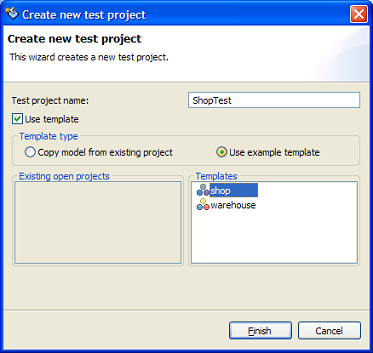 Create new test project
Create new test project
This wizard creates a new test project.
Test project name: ShopTest
Use template
Template type
Copy model from existing project Use example template
Existing open projects Templates
shop
warehouse
Finish Cancel